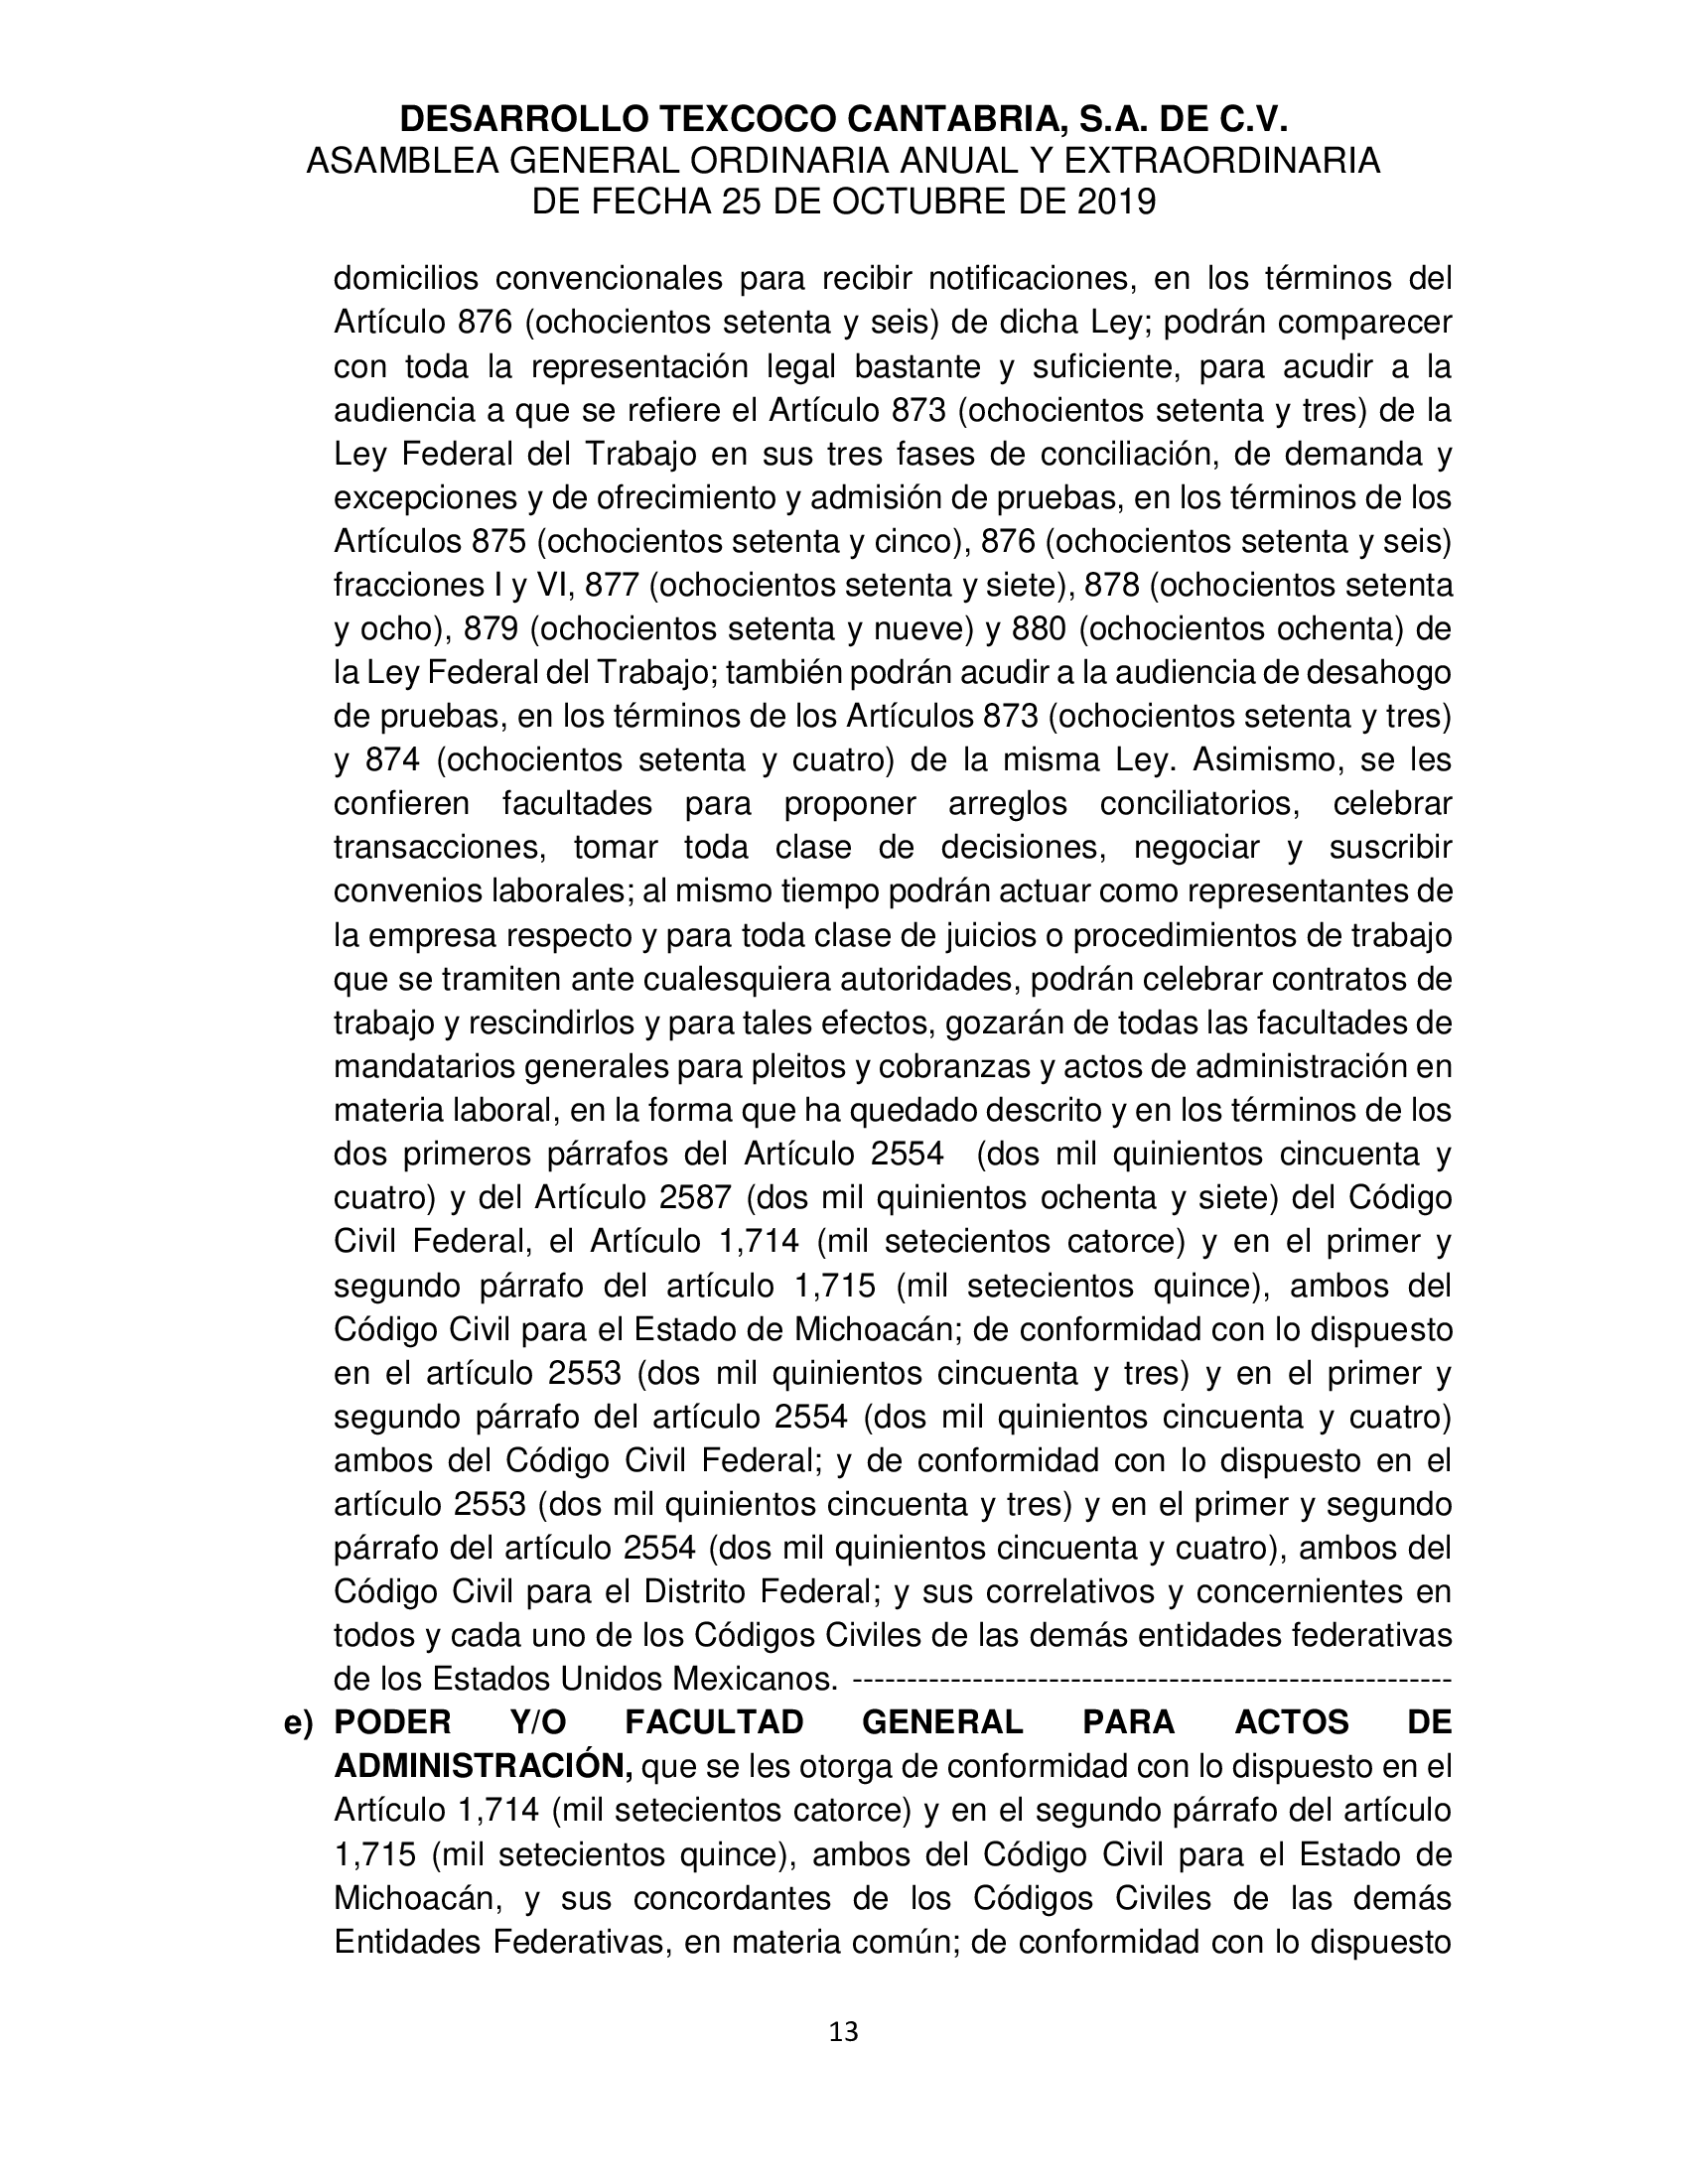 DESARROLLO TEXCOCO CANTABRIA, S.A. DE C.V.
ASAMBLEA GENERAL ORDINARIA ANUAL Y EXTRAORDINARIA
DE FECHA 25 DE OCTUBRE DE 2019
domicilios convencionales para recibir notificaciones, en los términos del
Artículo 876 (ochocientos setenta y seis) de dicha Ley; podrán comparecer
con toda la representación legal bastante y suficiente, para acudir a la
audiencia a que se refiere el Artículo 873 (ochocientos setenta y tres) de la
Ley Federal del Trabajo en sus tres fases de conciliación, de demanda y
excepciones y de ofrecimiento y admisión de pruebas, en los términos de los
Artículos 875 (ochocientos setenta y cinco), 876 (ochocientos setenta y seis)
fracciones I y VI, 877 (ochocientos setenta y siete), 878 (ochocientos setenta
y ocho), 879 (ochocientos setenta y nueve) y 880 (ochocientos ochenta) de
la Ley Federal del Trabajo; también podrán acudir a la audiencia de desahogo
de pruebas, en los términos de los Artículos 873 (ochocientos setenta y tres)
y 874 (ochocientos setenta y cuatro) de la misma Ley. Asimismo, se les
confieren facultades para proponer arreglos conciliatorios, celebrar
transacciones, tomar toda clase de decisiones, negociar y suscribir
convenios laborales; al mismo tiempo podrán actuar como representantes de
la empresa respecto y para toda clase de juicios o procedimientos de trabajo
que se tramiten ante cualesquiera autoridades, podrán celebrar contratos de
trabajo y rescindirlos y para tales efectos, gozarán de todas las facultades de
mandatarios generales para pleitos y cobranzas y actos de administración en
materia laboral, en la forma que ha quedado descrito y en los términos de los
dos primeros párrafos del Artículo 2554  (dos mil quinientos cincuenta y
cuatro) y del Artículo 2587 (dos mil quinientos ochenta y siete) del Código
Civil Federal, el Artículo 1,714 (mil setecientos catorce) y en el primer y
segundo párrafo del artículo 1,715 (mil setecientos quince), ambos del
Código Civil para el Estado de Michoacán; de conformidad con lo dispuesto
en el artículo 2553 (dos mil quinientos cincuenta y tres) y en el primer y
segundo párrafo del artículo 2554 (dos mil quinientos cincuenta y cuatro)
ambos del Código Civil Federal; y de conformidad con lo dispuesto en el
artículo 2553 (dos mil quinientos cincuenta y tres) y en el primer y segundo
párrafo del artículo 2554 (dos mil quinientos cincuenta y cuatro), ambos del
Código Civil para el Distrito Federal; y sus correlativos y concernientes en
todos y cada uno de los Códigos Civiles de las demás entidades federativas
de los Estados Unidos Mexicanos. -------------------------------------------------------
e) PODER Y/O FACULTAD GENERAL PARA ACTOS DE
ADMINISTRACIÓN, que se les otorga de conformidad con lo dispuesto en el
Artículo 1,714 (mil setecientos catorce) y en el segundo párrafo del artículo
1,715 (mil setecientos quince), ambos del Código Civil para el Estado de
Michoacán, y sus concordantes de los Códigos Civiles de las demás
Entidades Federativas, en materia común; de conformidad con lo dispuesto
13